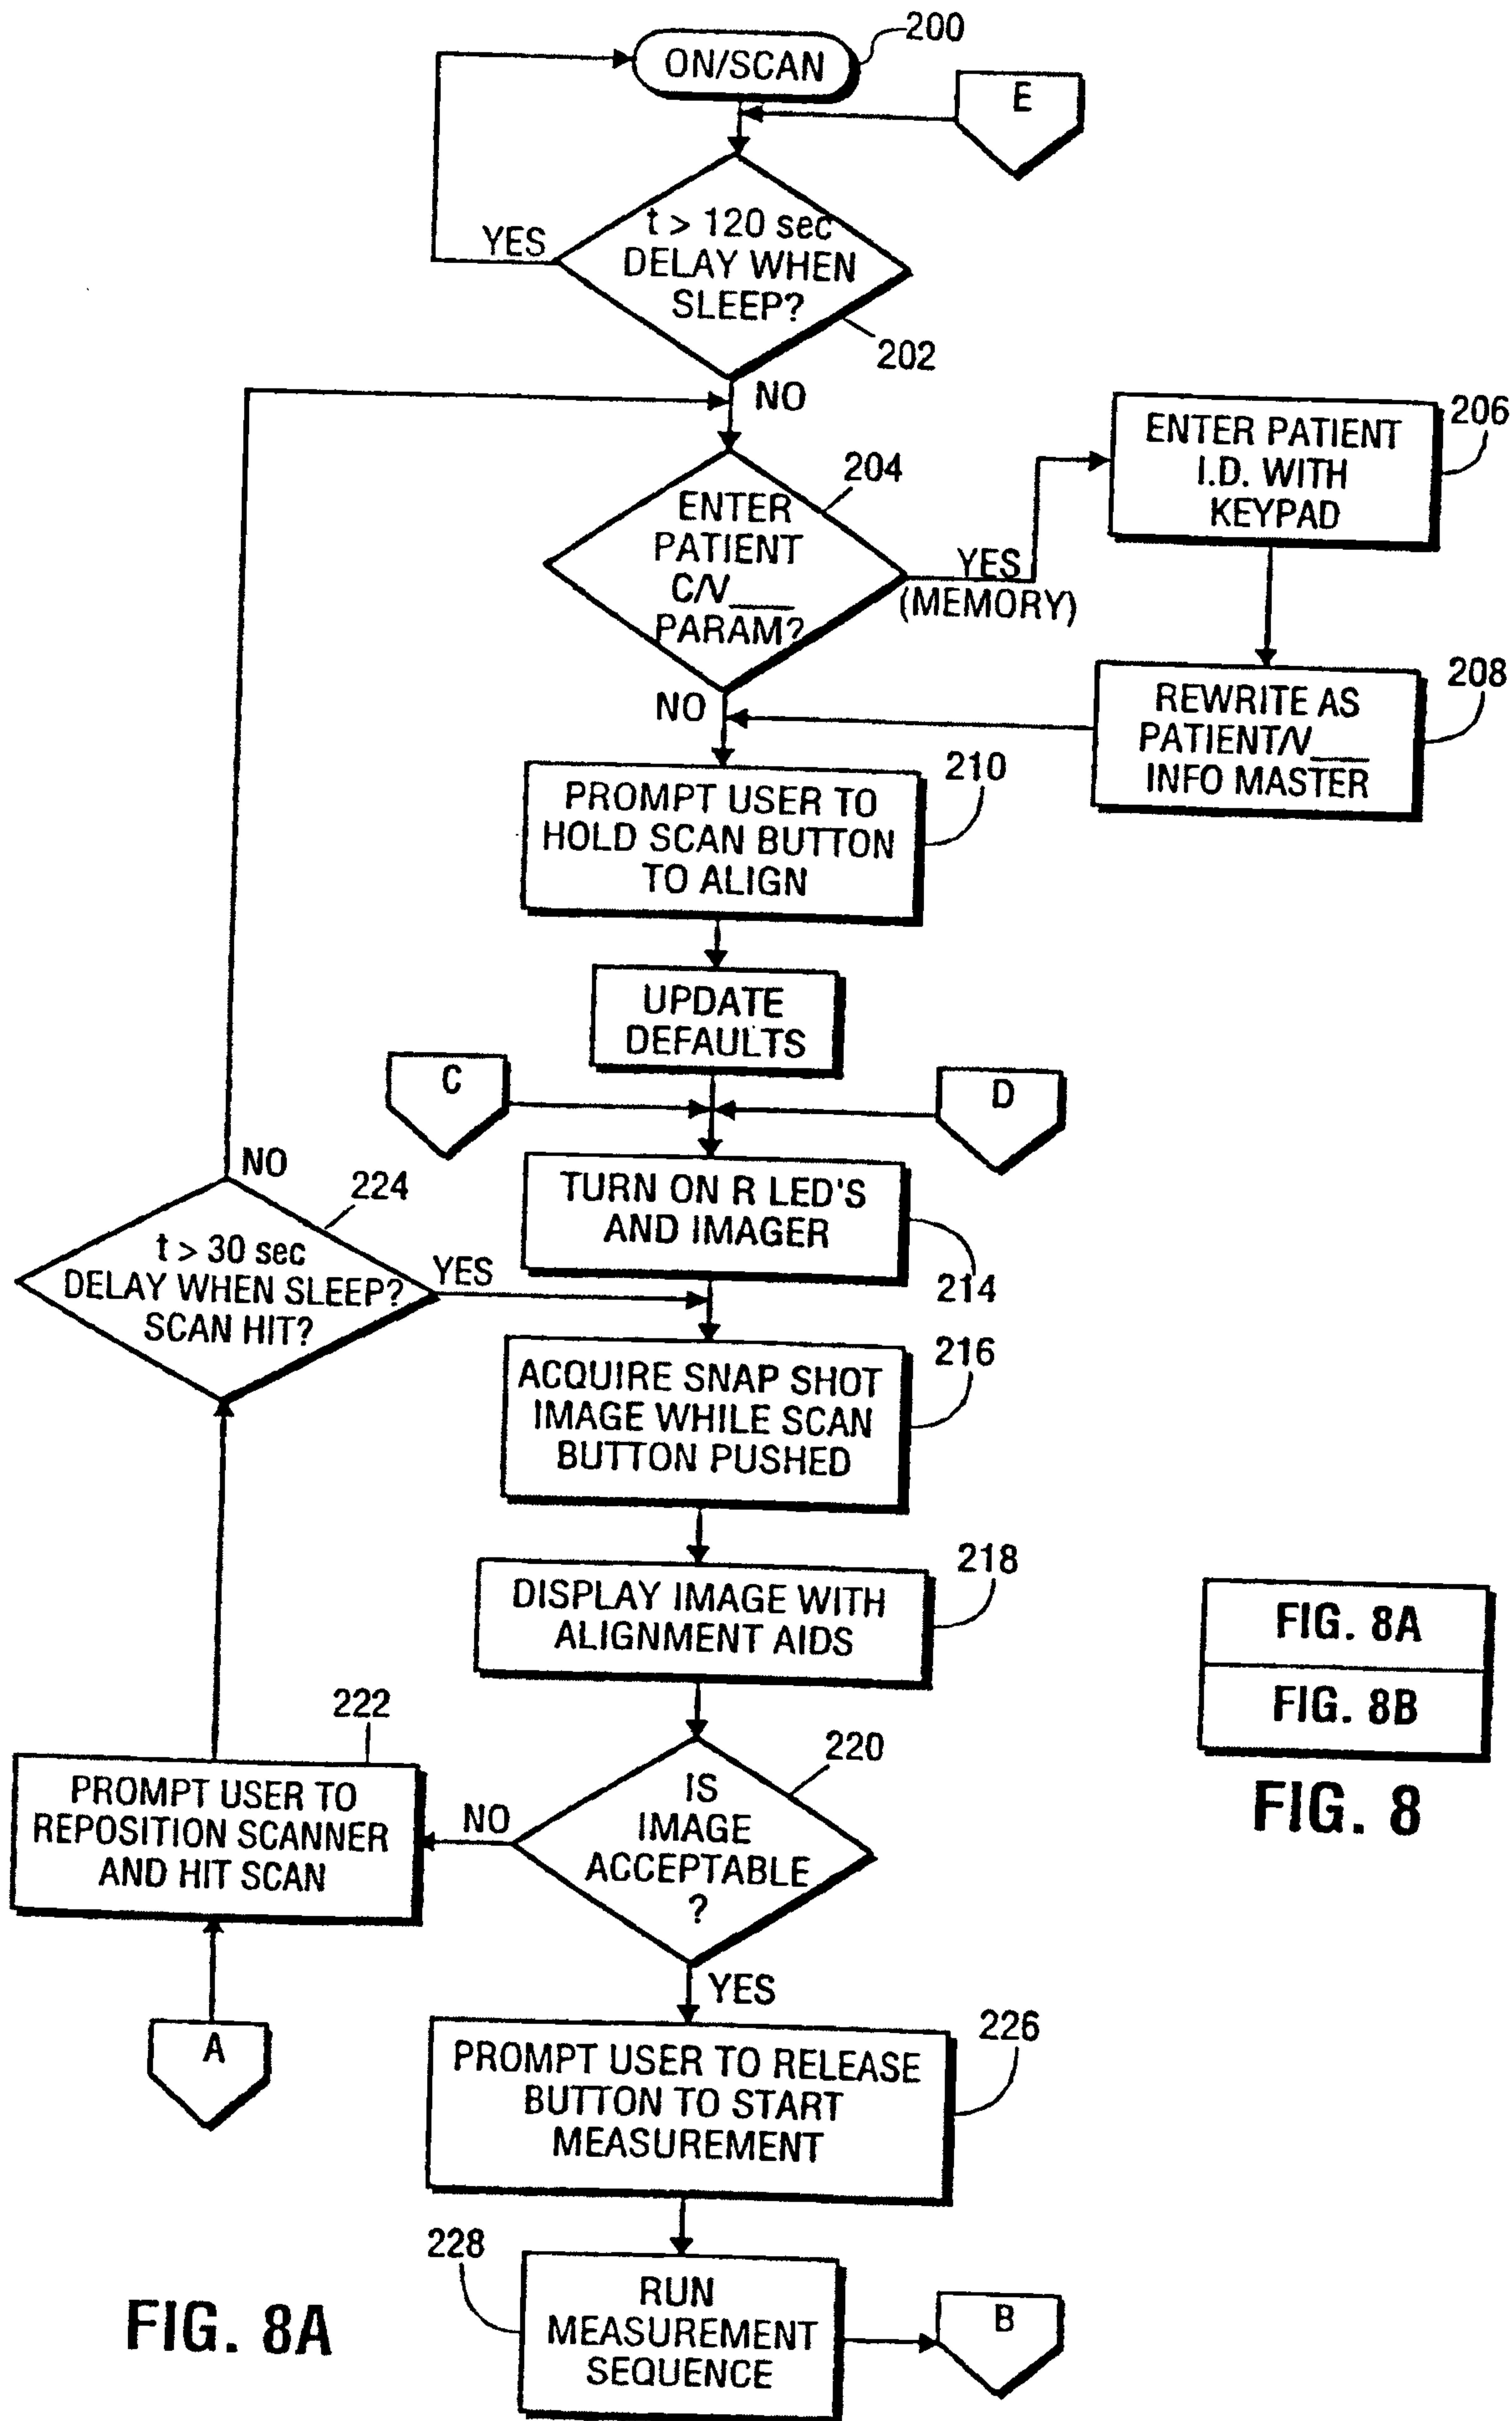 ON/SCAN
200
E
t > 120 sec
DELAY WHEN
SLEEP?
YES
202
NO
204
ENTER
PATIENT
C/V___
PARAM?
YES
(MEMORY)
206
ENTER PATIENT
I.D. WITH
KEYPAD
208
REWRITE AS
PATIENT/V___
INFO MASTER
NO
210
PROMPT USER TO
HOLD SCAN BUTTON
TO ALIGN
UPDATE
DEFAULTS
C
D
TURN ON R LED'S
AND IMAGER
214
NO
224
t > 30 sec
DELAY WHEN SLEEP?
SCAN HIT?
YES
216
ACQUIRE SNAP SHOT
IMAGE WHILE SCAN
BUTTON PUSHED
218
DISPLAY IMAGE WITH
ALIGNMENT AIDS
220
IS
IMAGE
ACCEPTABLE
?
NO
222
PROMPT USER TO
REPOSITION SCANNER
AND HIT SCAN
A
YES
226
PROMPT USER TO RELEASE
BUTTON TO START
MEASUREMENT
228
RUN
MEASUREMENT
SEQUENCE
B
FIG. 8A
FIG. 8B
FIG. 8
FIG. 8A